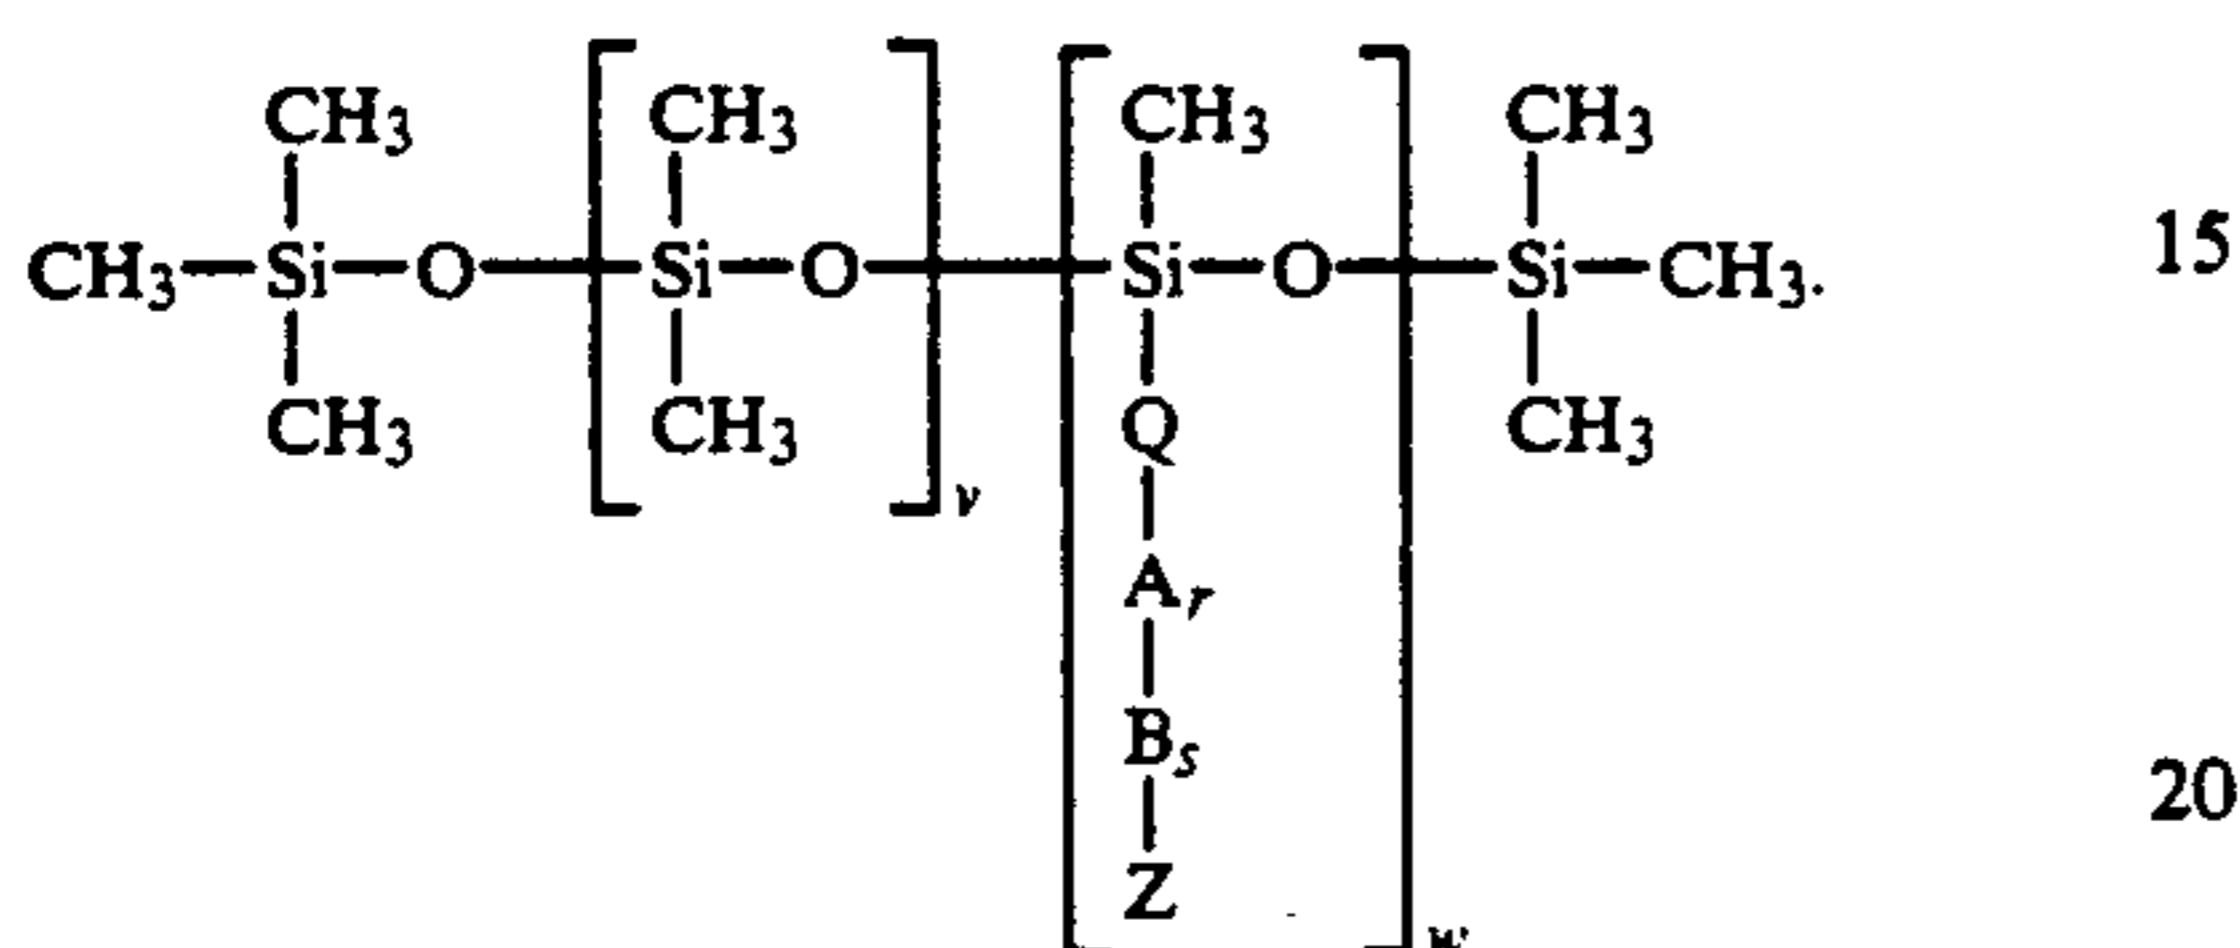 CH3 CH3 CH3 CH3
CH3—Si—O—[Si—O]v—[Si—O]w—Si—CH3. 15
CH3 CH3 Q CH3
Ar
Bs 20
Z